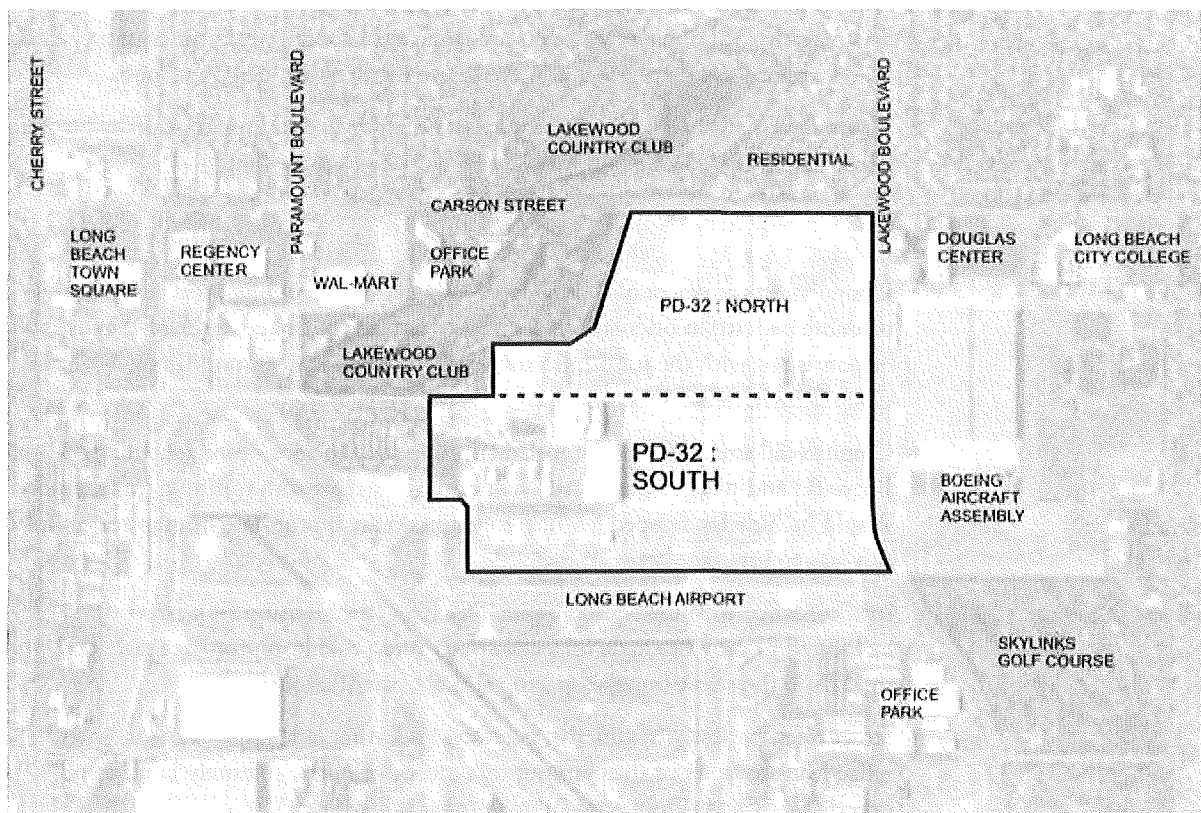 CHERRY STREET
PARAMOUNT BOULEVARD
LAKEWOOD BOULEVARD
LAKEWOOD
COUNTRY CLUB
RESIDENTIAL
CARSON STREET
LONG
BEACH
TOWN
SQUARE
REGENCY
CENTER
WAL-MART
OFFICE
PARK
DOUGLAS
CENTER
LONG BEACH
CITY COLLEGE
PD-32 : NORTH
LAKEWOOD
COUNTRY CLUB
PD-32 :
SOUTH
BOEING
AIRCRAFT
ASSEMBLY
LONG BEACH AIRPORT
SKYLINKS
GOLF COURSE
OFFICE
PARK